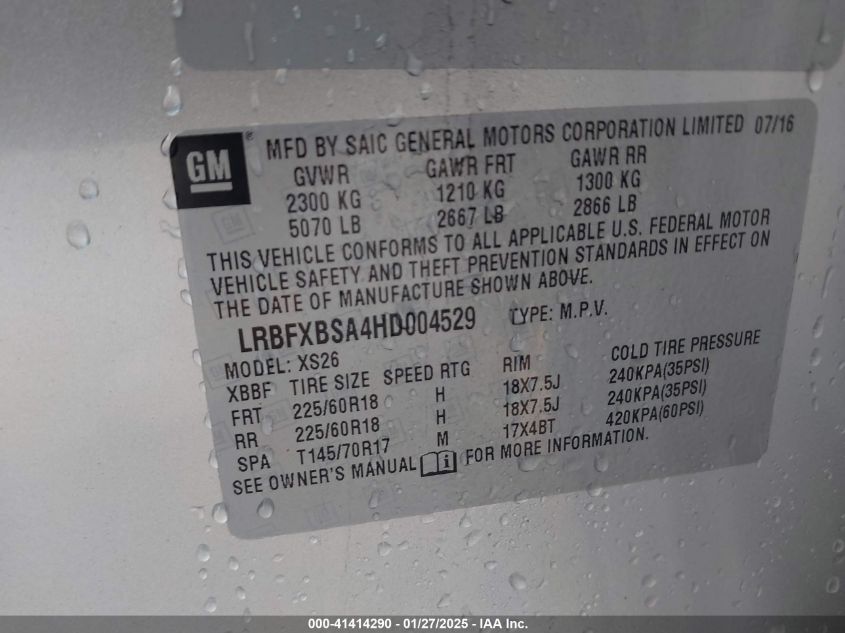 GM ® MFD BY SAIC GENERAL MOTORS CORPORATION LIMITED 07/16
GVWR GAWR FRT GAWR RR
2300 KG 1210 KG 1300 KG
5070 LB 2667 LB 2866 LB
THIS VEHICLE CONFORMS TO ALL APPLICABLE U.S. FEDERAL MOTOR
VEHICLE SAFETY AND THEFT PREVENTION STANDARDS IN EFFECT ON
THE DATE OF MANUFACTURE SHOWN ABOVE.
LRBFXBSA4HD004529 TYPE: M.P.V.
MODEL: XS26
XBBF TIRE SIZE SPEED RTG RIM COLD TIRE PRESSURE
FRT 225/60R18 H 18X7.5J 240KPA(35PSI)
RR 225/60R18 H 18X7.5J 240KPA(35PSI)
SPA T145/70R17 M 17X4BT 420KPA(60PSI)
SEE OWNER'S MANUAL i FOR MORE INFORMATION.
000-41414290 - 01/27/2025 - IAA Inc.